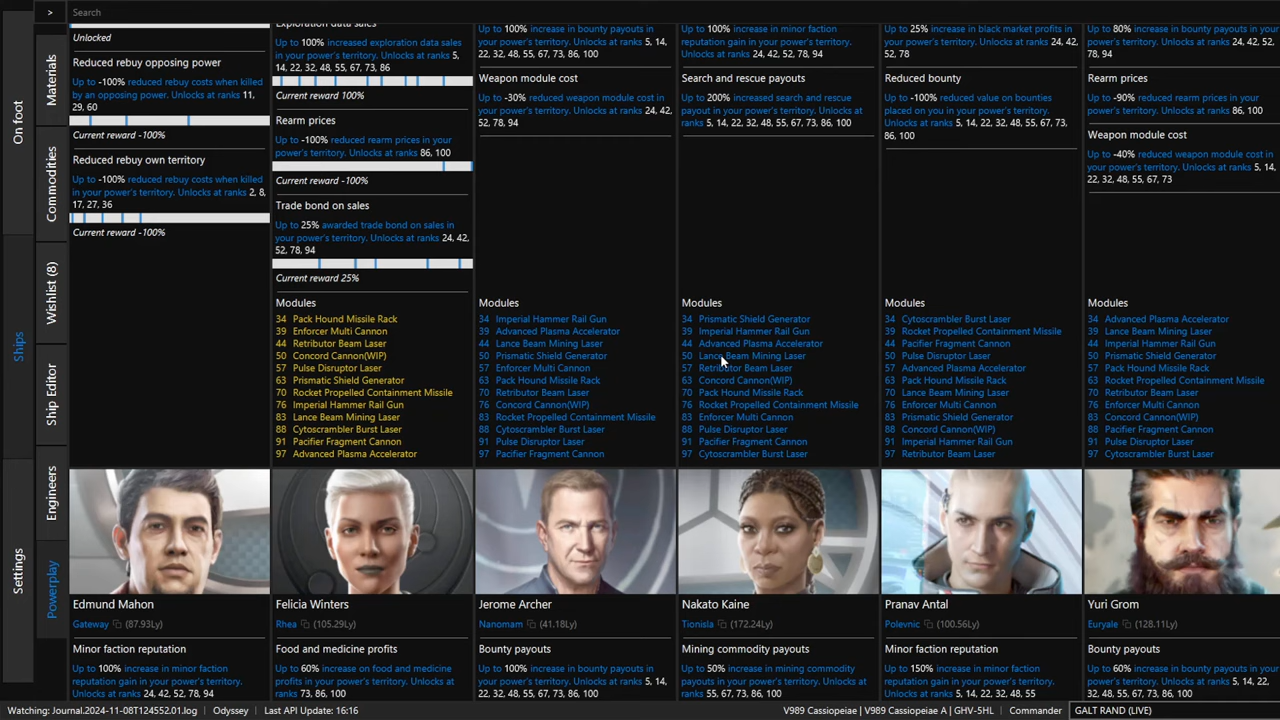 >
Search
On foot
Ships
Settings
Materials
Commodities
Wishlist (8)
Ship Editor
Engineers
Powerplay
Unlocked
Reduced rebuy opposing power
Up to -100% reduced rebuy costs when killed
by an opposing power. Unlocks at ranks 11,
29, 60
Current reward -100%
Reduced rebuy own territory
Up to -100% reduced rebuy costs when killed
in your power's territory. Unlocks at ranks 2, 8,
17, 27, 36
Current reward -100%
Exploration data sales
Up to 100% increased exploration data sales
in your power's territory. Unlocks at ranks 5,
14, 22, 32, 48, 55, 67, 73, 86
Current reward 100%
Rearm prices
Up to -100% reduced rearm prices in your
power's territory. Unlocks at ranks 86, 100
Current reward -100%
Trade bond on sales
Up to 25% awarded trade bond on sales in
your power's territory. Unlocks at ranks 24, 42,
52, 78, 94
Current reward 25%
Modules
34 Pack Hound Missile Rack
39 Enforcer Multi Cannon
44 Retributor Beam Laser
50 Concord Cannon(WIP)
57 Pulse Disruptor Laser
63 Prismatic Shield Generator
70 Rocket Propelled Containment Missile
76 Imperial Hammer Rail Gun
83 Lance Beam Mining Laser
88 Cytoscrambler Burst Laser
91 Pacifier Fragment Cannon
97 Advanced Plasma Accelerator
Up to 100% increase in bounty payouts in
your power's territory. Unlocks at ranks 5, 14,
22, 32, 48, 55, 67, 73, 86, 100
Weapon module cost
Up to -30% reduced weapon module cost in
your power's territory. Unlocks at ranks 24, 42,
52, 78, 94
Modules
34 Imperial Hammer Rail Gun
39 Advanced Plasma Accelerator
44 Lance Beam Mining Laser
50 Prismatic Shield Generator
57 Enforcer Multi Cannon
63 Pack Hound Missile Rack
70 Retributor Beam Laser
76 Concord Cannon(WIP)
83 Rocket Propelled Containment Missile
88 Cytoscrambler Burst Laser
91 Pulse Disruptor Laser
97 Pacifier Fragment Cannon
Up to 100% increase in minor faction
reputation gain in your power's territory.
Unlocks at ranks 24, 42, 52, 78, 94
Search and rescue payouts
Up to 200% increased search and rescue
payout in your power's territory. Unlocks at
ranks 5, 14, 22, 32, 48, 55, 67, 73, 86, 100
Modules
34 Prismatic Shield Generator
39 Imperial Hammer Rail Gun
44 Advanced Plasma Accelerator
50 Lance Beam Mining Laser
57 Retributor Beam Laser
63 Concord Cannon(WIP)
70 Pack Hound Missile Rack
76 Rocket Propelled Containment Missile
83 Enforcer Multi Cannon
88 Pulse Disruptor Laser
91 Pacifier Fragment Cannon
97 Cytoscrambler Burst Laser
Up to 25% increase in black market profits in
your power's territory. Unlocks at ranks 24, 42,
52, 78
Reduced bounty
Up to -100% reduced value on bounties
placed on you in your power's territory.
Unlocks at ranks 5, 14, 22, 32, 48, 55, 67, 73,
86, 100
Modules
34 Cytoscrambler Burst Laser
39 Rocket Propelled Containment Missile
44 Pacifier Fragment Cannon
50 Pulse Disruptor Laser
57 Advanced Plasma Accelerator
63 Pack Hound Missile Rack
70 Lance Beam Mining Laser
76 Enforcer Multi Cannon
83 Prismatic Shield Generator
88 Concord Cannon(WIP)
91 Imperial Hammer Rail Gun
97 Retributor Beam Laser
Up to 80% increase in bounty payouts in
your power's territory. Unlocks at ranks 24, 42, 52,
78, 94
Rearm prices
Up to -90% reduced rearm prices in your
power's territory. Unlocks at ranks 86, 100
Weapon module cost
Up to -40% reduced weapon module cost in
your power's territory. Unlocks at ranks 5, 14,
22, 32, 48, 55, 67, 73
Modules
34 Advanced Plasma Accelerator
39 Lance Beam Mining Laser
44 Imperial Hammer Rail Gun
50 Prismatic Shield Generator
57 Pack Hound Missile Rack
63 Rocket Propelled Containment Missile
70 Retributor Beam Laser
76 Enforcer Multi Cannon
83 Concord Cannon(WIP)
88 Pacifier Fragment Cannon
91 Pulse Disruptor Laser
97 Cytoscrambler Burst Laser
Edmund Mahon
Gateway (87.93Ly)
Minor faction reputation
Up to 100% increase in minor faction
reputation gain in your power's territory.
Unlocks at ranks 24, 42, 52, 78, 94
Felicia Winters
Rhea (105.29Ly)
Food and medicine profits
Up to 60% increase on food and medicine
profits in your power's territory. Unlocks at
ranks 73, 86, 100
Jerome Archer
Nanomam (41.18Ly)
Bounty payouts
Up to 100% increase in bounty payouts in
your power's territory. Unlocks at ranks 5, 14,
22, 32, 48, 55, 67, 73, 86, 100
Nakato Kaine
Tionisla (172.24Ly)
Mining commodity payouts
Up to 50% increase in mining commodity
payouts in your power's territory. Unlocks at
ranks 55, 67, 73, 86, 100
Pranav Antal
Polevnic (100.56Ly)
Minor faction reputation
Up to 150% increase in minor faction
reputation gain in your power's territory.
Unlocks at ranks 5, 14, 22, 32, 48, 55
Yuri Grom
Euryale (128.11Ly)
Bounty payouts
Up to 60% increase in bounty payouts in
your power's territory. Unlocks at ranks 5, 14, 22,
32, 48, 55, 67, 73, 86, 100
Watching: Journal.2024-11-08T124552.01.log
Odyssey
Last API Update: 16:16
V989 Cassiopeiae | V989 Cassiopeiae A | GHV-5HL
Commander
GALT RAND (LIVE)